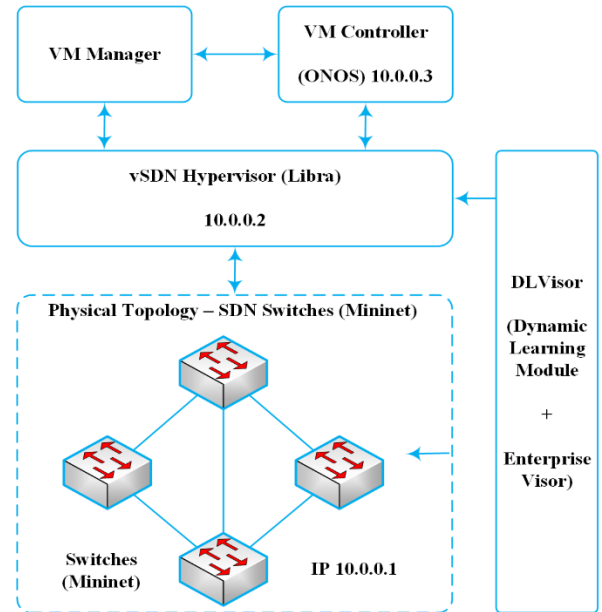 VM Manager
VM Controller
(ONOS) 10.0.0.3
vSDN Hypervisor (Libra)
10.0.0.2
Physical Topology – SDN Switches (Mininet)
Switches
(Mininet)
IP 10.0.0.1
DLVisor
(Dynamic
Learning
Module
+
Enterprise
Visor)